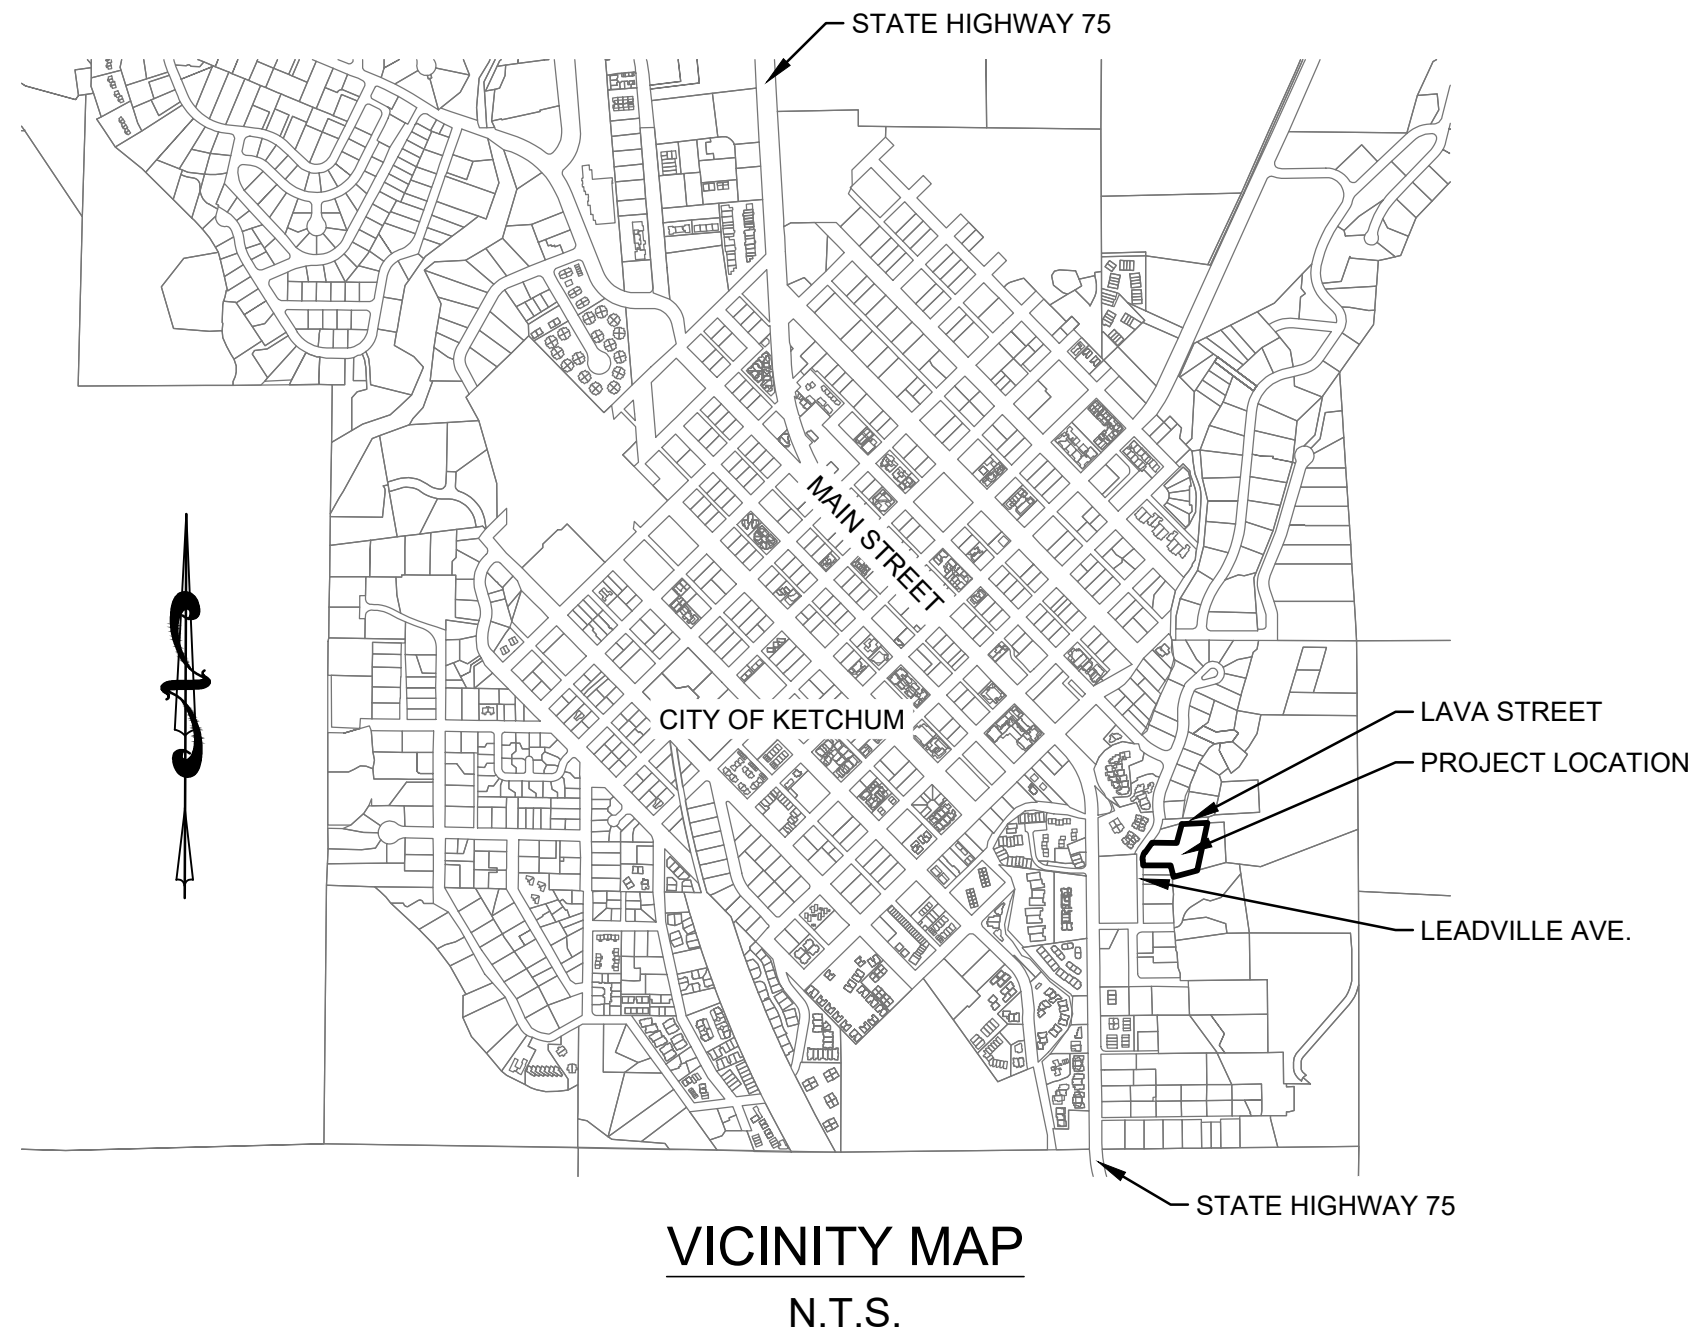 STATE HIGHWAY 75
MAIN STREET
CITY OF KETCHUM
LAVA STREET
PROJECT LOCATION
LEADVILLE AVE.
STATE HIGHWAY 75
VICINITY MAP
N.T.S.